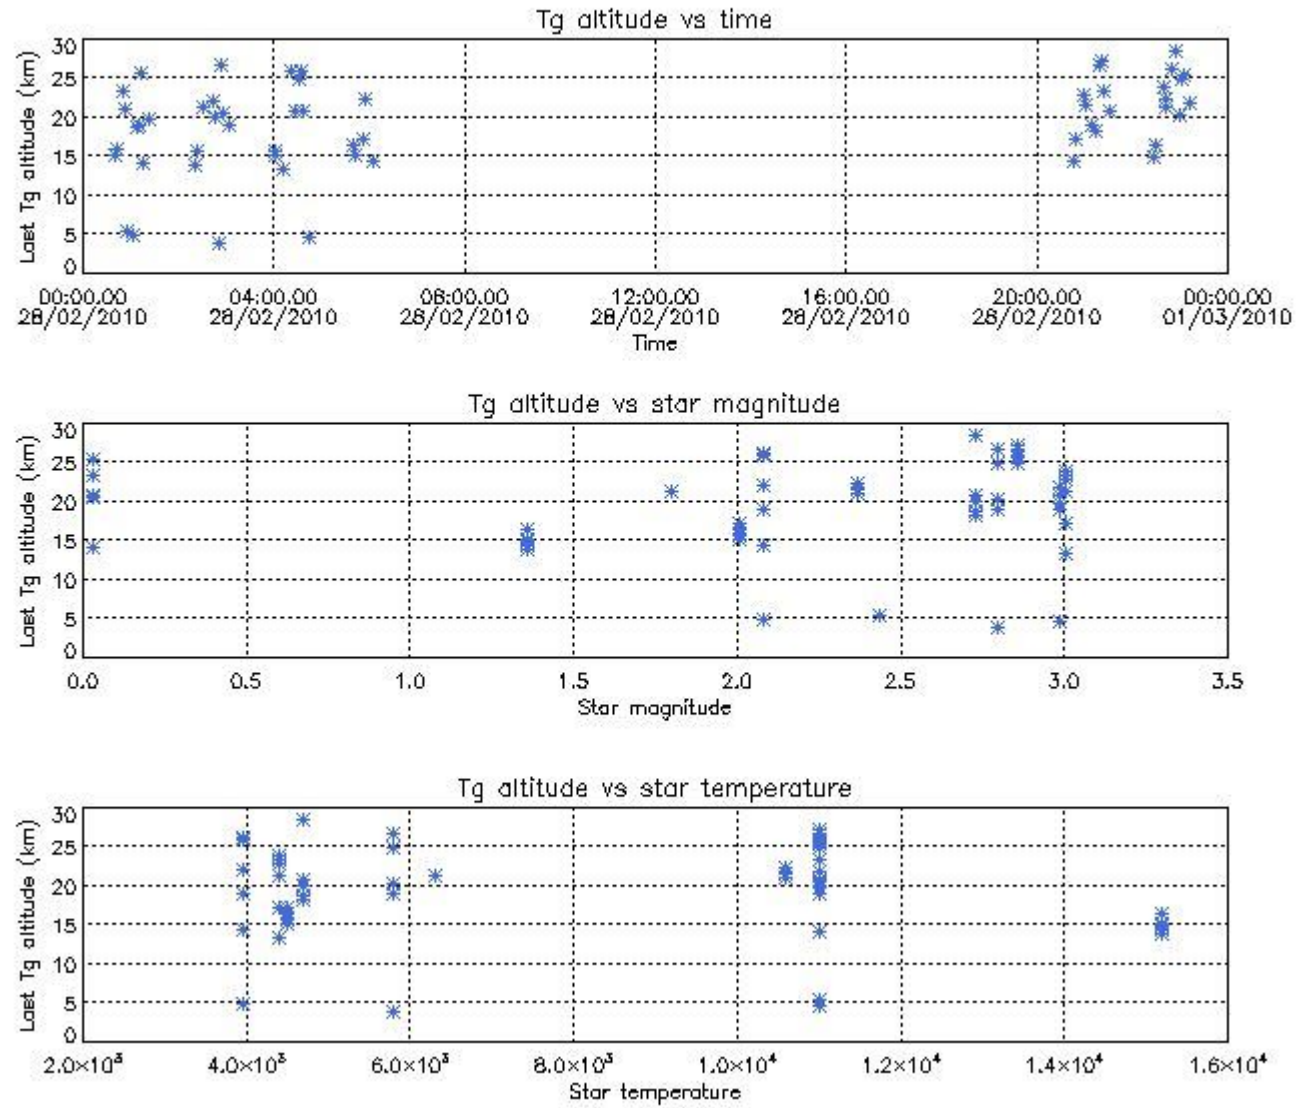 Tg altitude vs time
Last Tg altitude (km)
30
25
20
15
10
5
0
00:00.00 04:00.00 08:00.00 12:00.00 16:00.00 20:00.00 00:00.00
28/02/2010 28/02/2010 28/02/2010 28/02/2010 28/02/2010 28/02/2010 01/03/2010
Time
Tg altitude vs star magnitude
Last Tg altitude (km)
30
25
20
15
10
5
0
0.0 0.5 1.0 1.5 2.0 2.5 3.0 3.5
Star magnitude
Tg altitude vs star temperature
Last Tg altitude (km)
30
25
20
15
10
5
0
2.0×10³ 4.0×10³ 6.0×10³ 8.0×10³ 1.0×10⁴ 1.2×10⁴ 1.4×10⁴ 1.6×10⁴
Star temperature